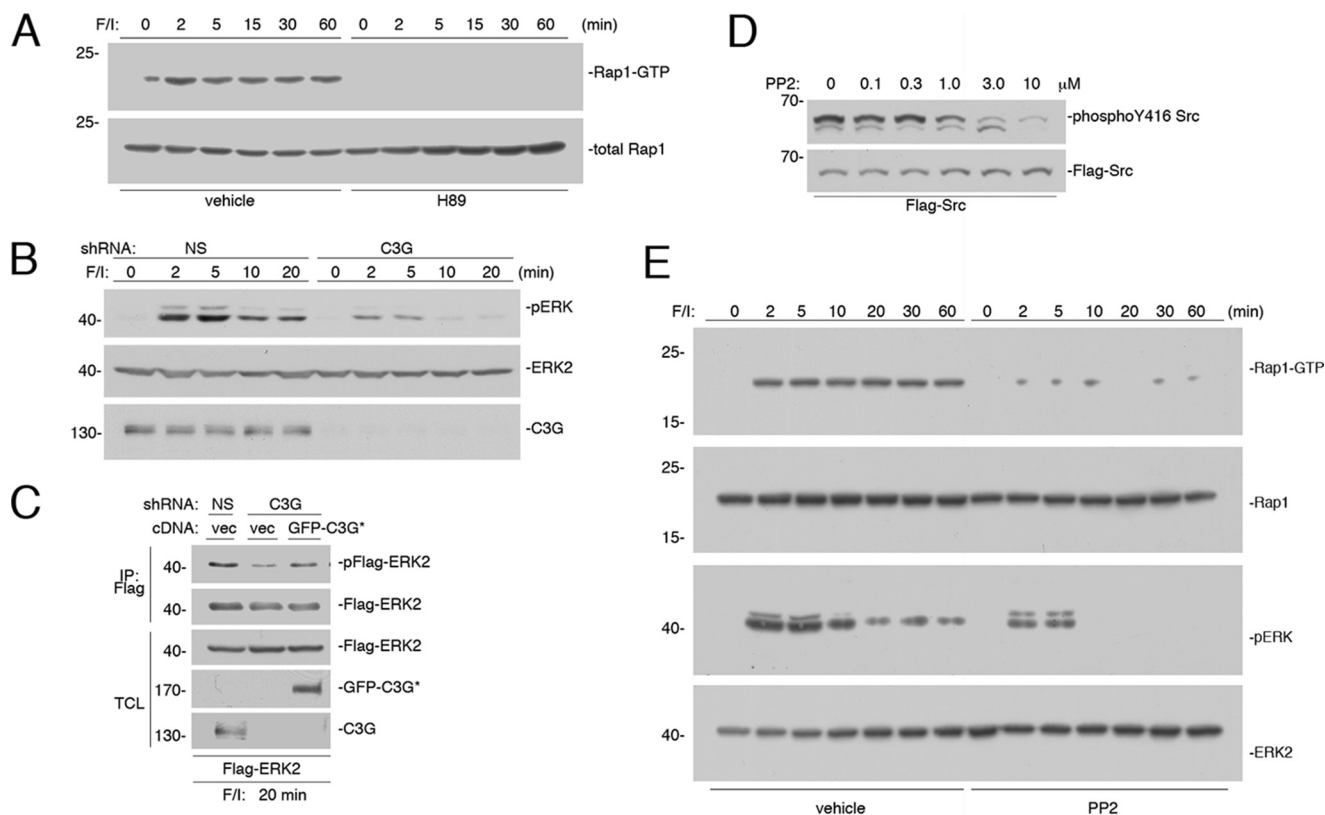 A
F/I: 0 2 5 15 30 60 0 2 5 15 30 60 (min)
25-
-Rap1-GTP
25-
-total Rap1
vehicle H89
B
shRNA: NS C3G
F/I: 0 2 5 10 20 0 2 5 10 20 (min)
-pERK
40-
40- -ERK2
130- -C3G
C
shRNA: NS C3G
cDNA: vec vec GFP-C3G*
IP: Flag
40- -pFlag-ERK2
40- -Flag-ERK2
TCL
40- -Flag-ERK2
170- -GFP-C3G*
130- -C3G
Flag-ERK2
F/I: 20 min
D
PP2: 0 0.1 0.3 1.0 3.0 10 μM
70-
-phosphoY416 Src
70-
-Flag-Src
Flag-Src
E
F/I: 0 2 5 10 20 30 60 0 2 5 10 20 30 60 (min)
25-
-Rap1-GTP
15-
25-
-Rap1
15-
40-
-pERK
40-
-ERK2
vehicle PP2